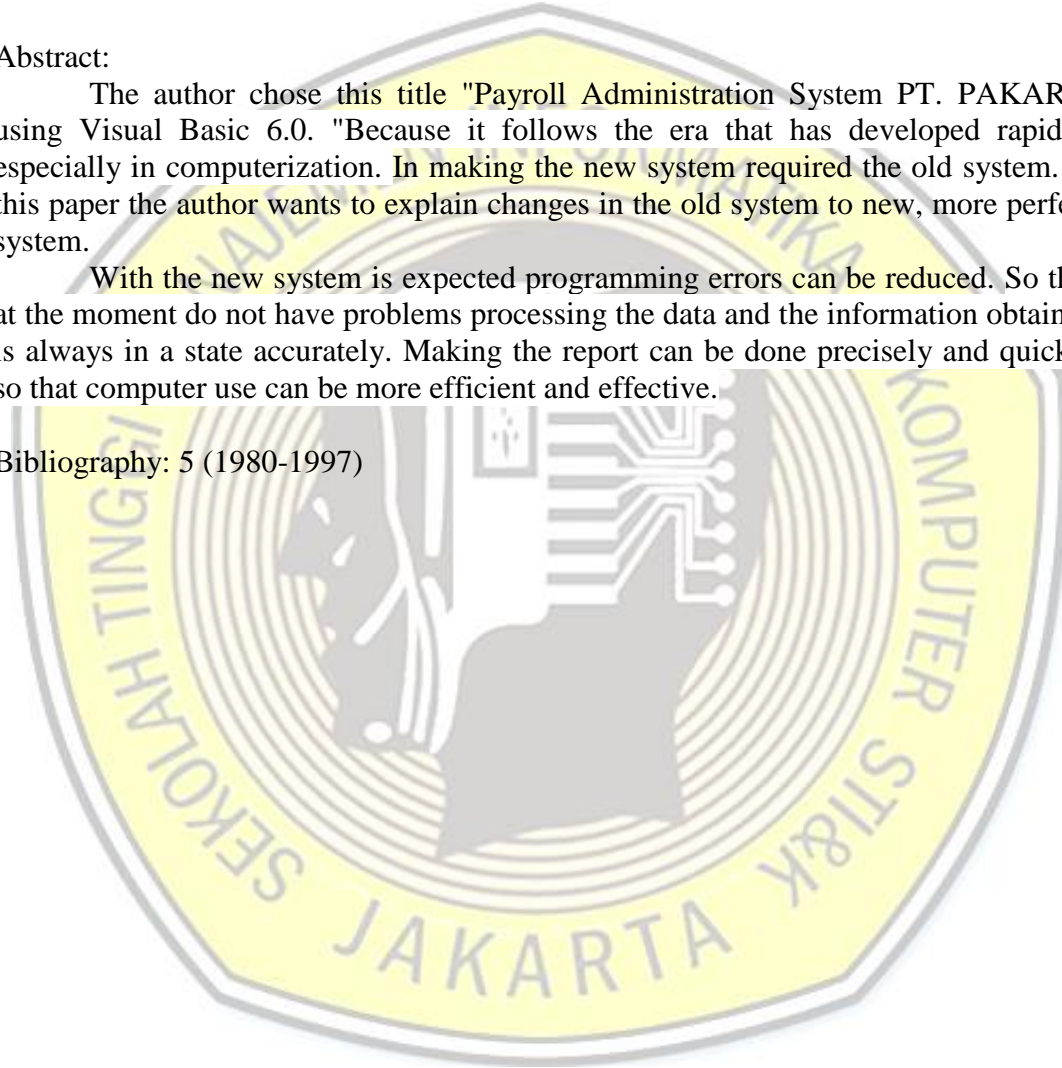 Abstract:
The author chose this title "Payroll Administration System PT. PAKAR
using Visual Basic 6.0. "Because it follows the era that has developed rapid
especially in computerization. In making the new system required the old system.
this paper the author wants to explain changes in the old system to new, more perfe
system.
With the new system is expected programming errors can be reduced. So th
at the moment do not have problems processing the data and the information obtain
is always in a state accurately. Making the report can be done precisely and quick
so that computer use can be more efficient and effective.
Bibliography: 5 (1980-1997)
SEKOLAH TINGGI
KOMPUTER STI&K
JAKARTA